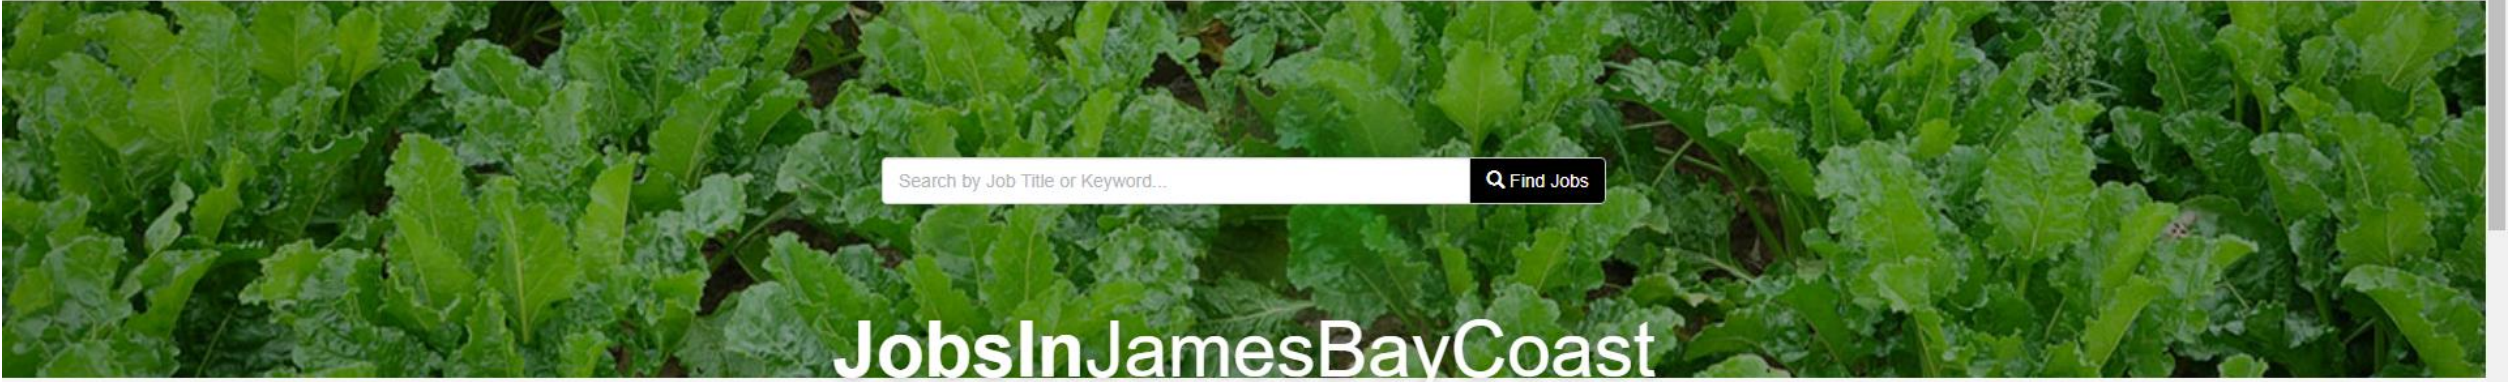 Search by Job Title or Keyword...
Find Jobs
JobsInJamesBayCoast